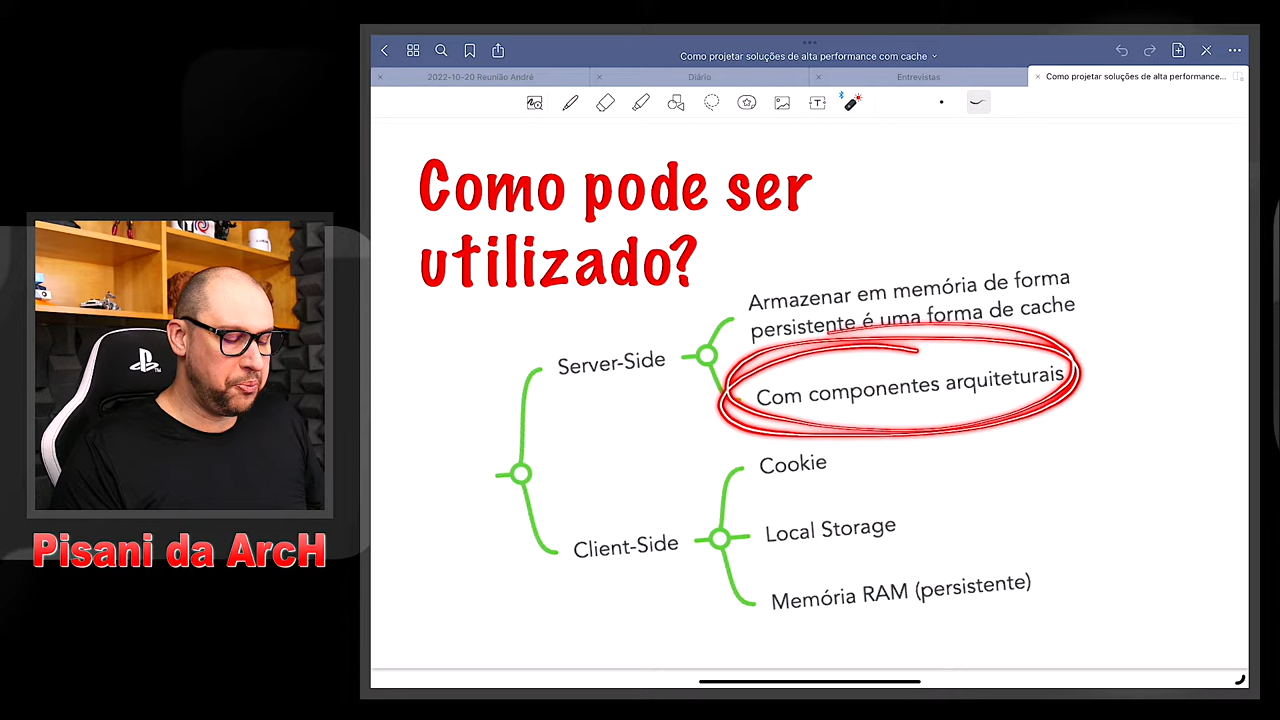 Como projetar soluções de alta performance com cache
2022-10-20 Reunião André
Diário
Entrevistas
Como projetar soluções de alta performance...
Como pode ser
utilizado?
Armazenar em memória de forma
persistente é uma forma de cache
Server-Side
Com componentes arquiteturais
Cookie
Local Storage
Client-Side
Memória RAM (persistente)
Pisani da ArcH